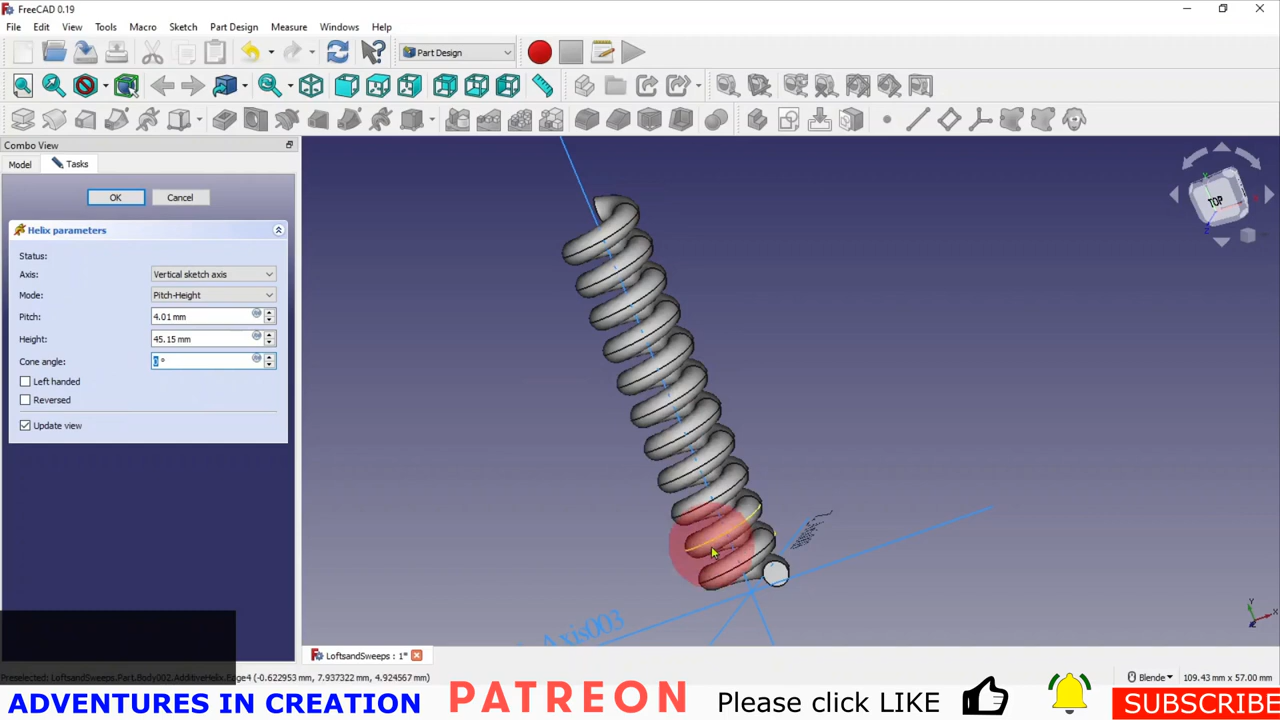 FreeCAD 0.19
File Edit View Tools Macro Sketch Part Design Measure Windows Help
Part Design
Combo View
Model Tasks
OK Cancel
Helix parameters
Status:
Axis: Vertical sketch axis
Mode: Pitch-Height
Pitch: 4.01 mm
Height: 45.15 mm
Cone angle: 0 °
Left handed
Reversed
Update view
TOP
Axis003
Y
X
LoftsandSweeps : 1*
Preselected: LoftsandSweeps.Part.Body002.AdditiveHelix.Edge4 (-0.622953 mm, 7.937322 mm, 4.924567 mm)
Blende 109.43 mm x 57.00 mm
ADVENTURES IN CREATION PATREON Please click LIKE SUBSCRIBE